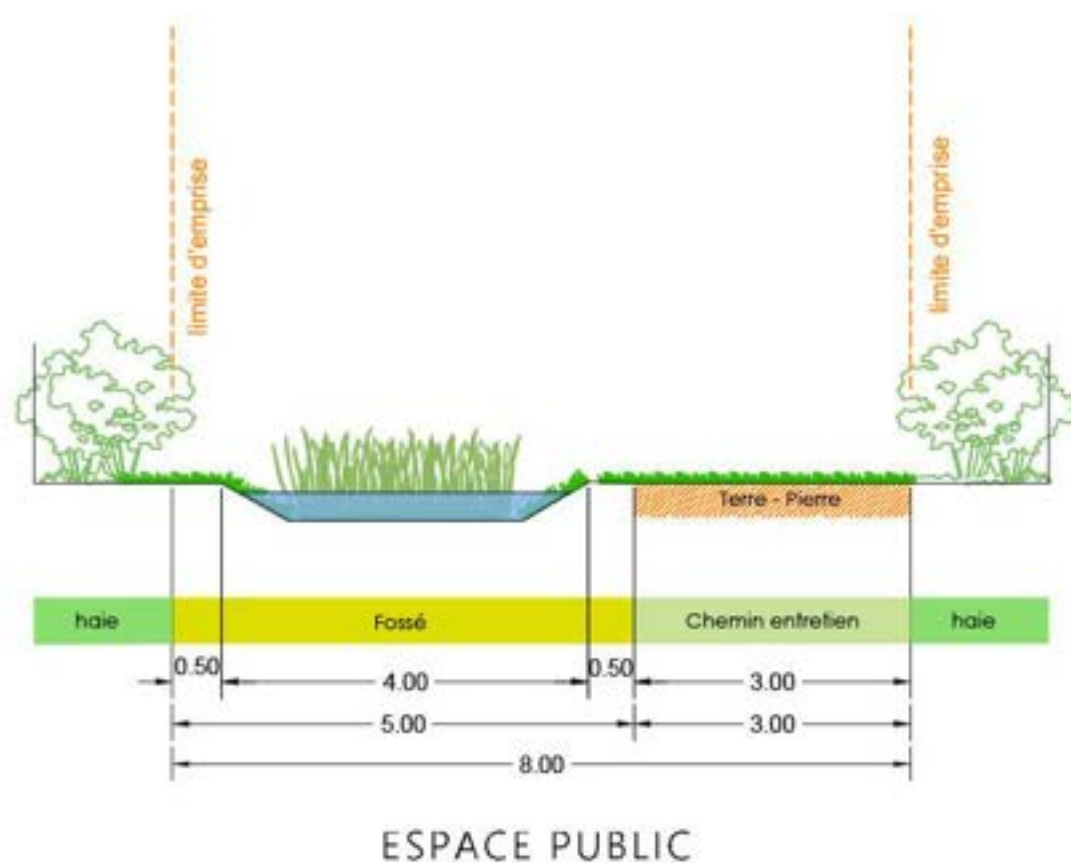 limite d'emprise
limite d'emprise
Terre - Pierre
haie
Fossé
Chemin entretien
haie
0.50
4.00
0.50
3.00
5.00
3.00
8.00
ESPACE PUBLIC